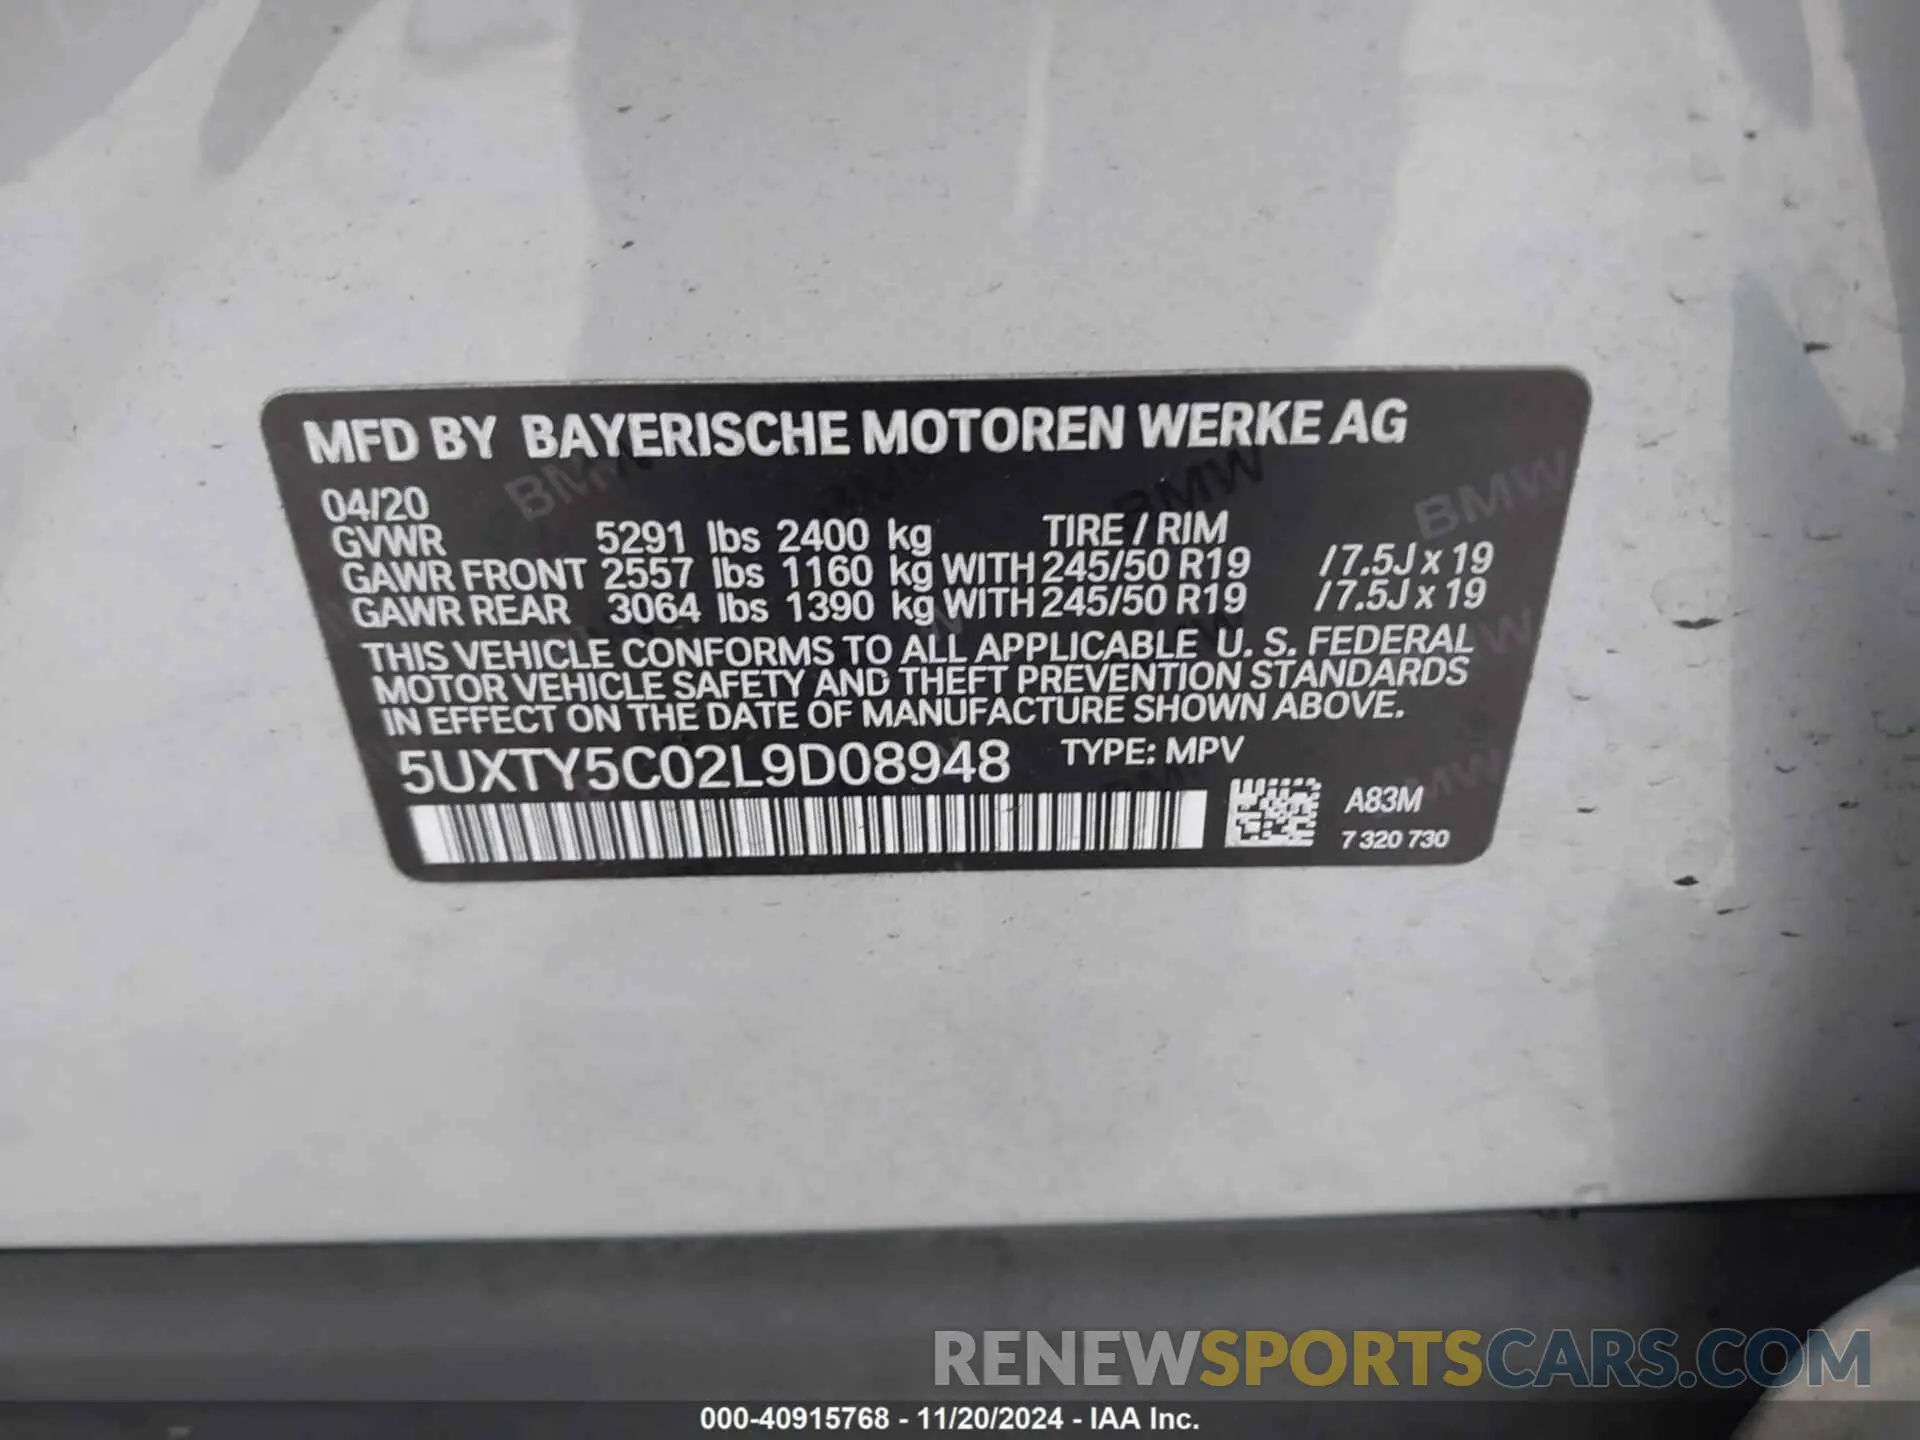 MFD BY BAYERISCHE MOTOREN WERKE AG
04/20
GVWR 5291 lbs 2400 kg TIRE / RIM
GAWR FRONT 2557 lbs 1160 kg WITH 245/50 R19 /7.5J x 19
GAWR REAR 3064 lbs 1390 kg WITH 245/50 R19 /7.5J x 19
THIS VEHICLE CONFORMS TO ALL APPLICABLE U. S. FEDERAL
MOTOR VEHICLE SAFETY AND THEFT PREVENTION STANDARDS
IN EFFECT ON THE DATE OF MANUFACTURE SHOWN ABOVE.
5UXTY5C02L9D08948 TYPE: MPV
A83M
7 320 730
RENEWSPORTSCARS.COM
000-40915768 - 11/20/2024 - IAA Inc.